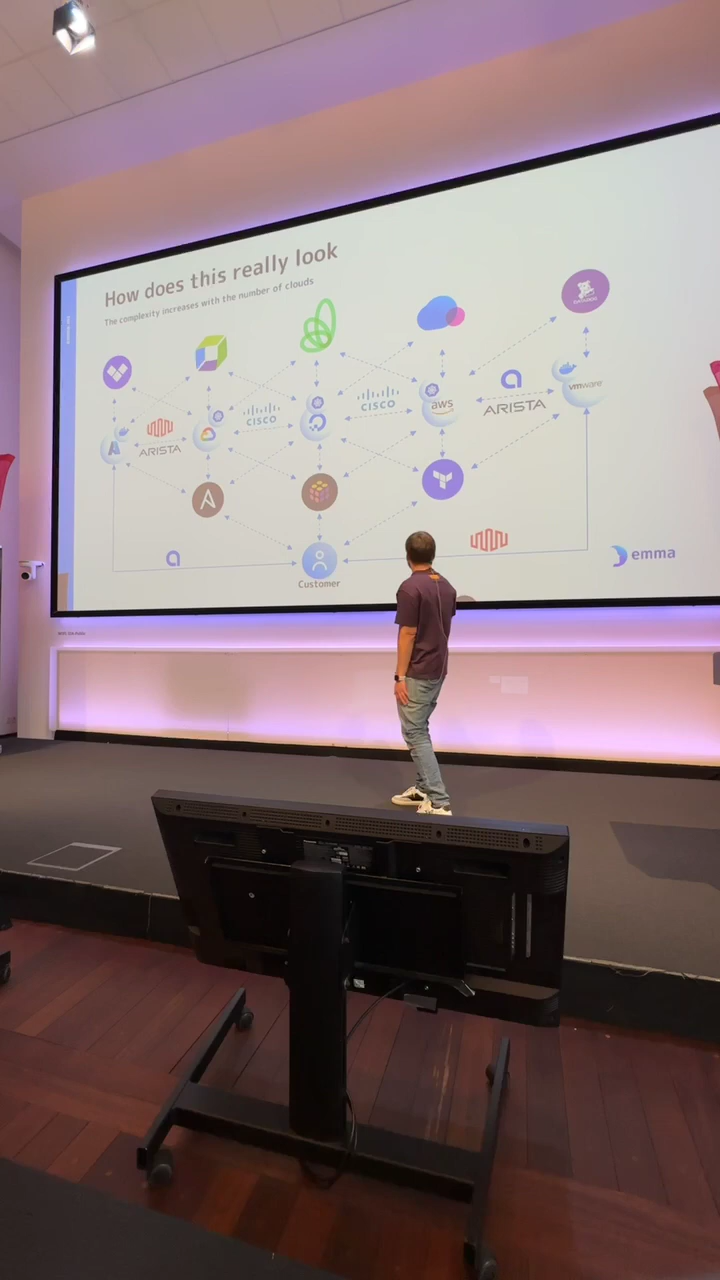 How does this really look
The complexity increases with the number of clouds
DATADOG
CISCO
CISCO
aws
vmware
ARISTA
ARISTA
Customer
emma